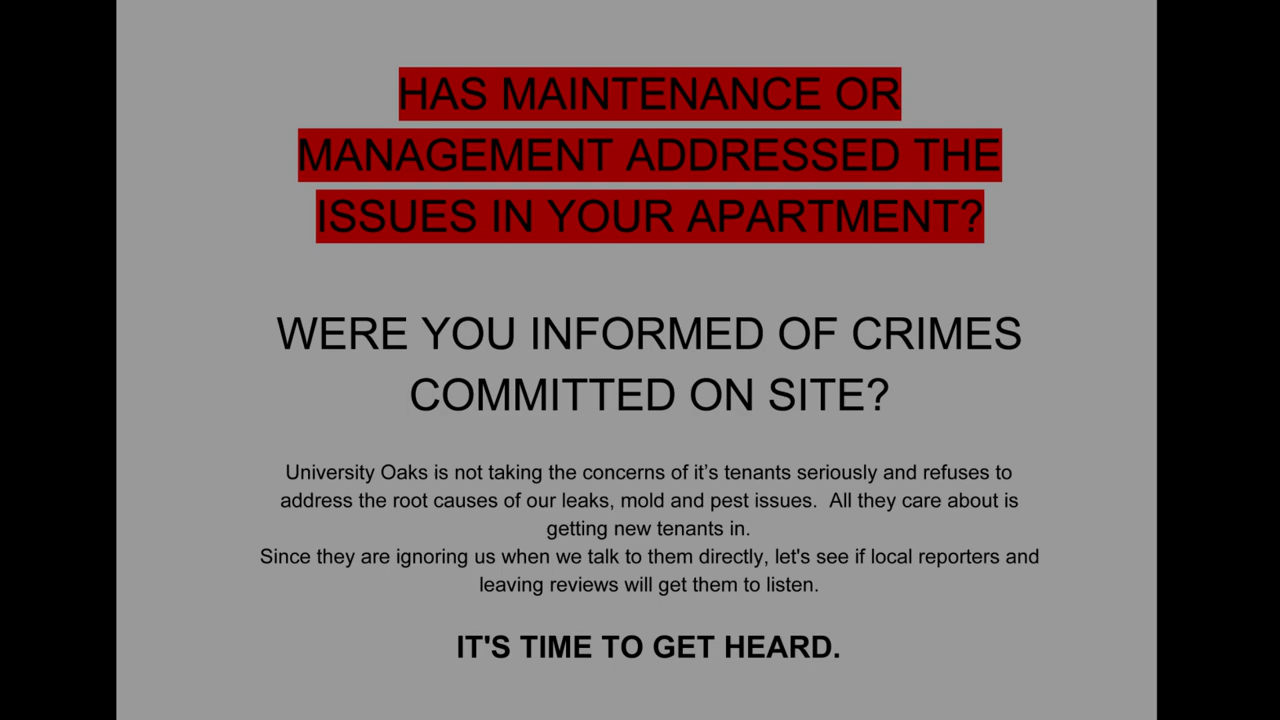 HAS MAINTENANCE OR
MANAGEMENT ADDRESSED THE
ISSUES IN YOUR APARTMENT?
WERE YOU INFORMED OF CRIMES
COMMITTED ON SITE?
University Oaks is not taking the concerns of it’s tenants seriously and refuses to
address the root causes of our leaks, mold and pest issues.  All they care about is
getting new tenants in.
Since they are ignoring us when we talk to them directly, let's see if local reporters and
leaving reviews will get them to listen.
IT'S TIME TO GET HEARD.